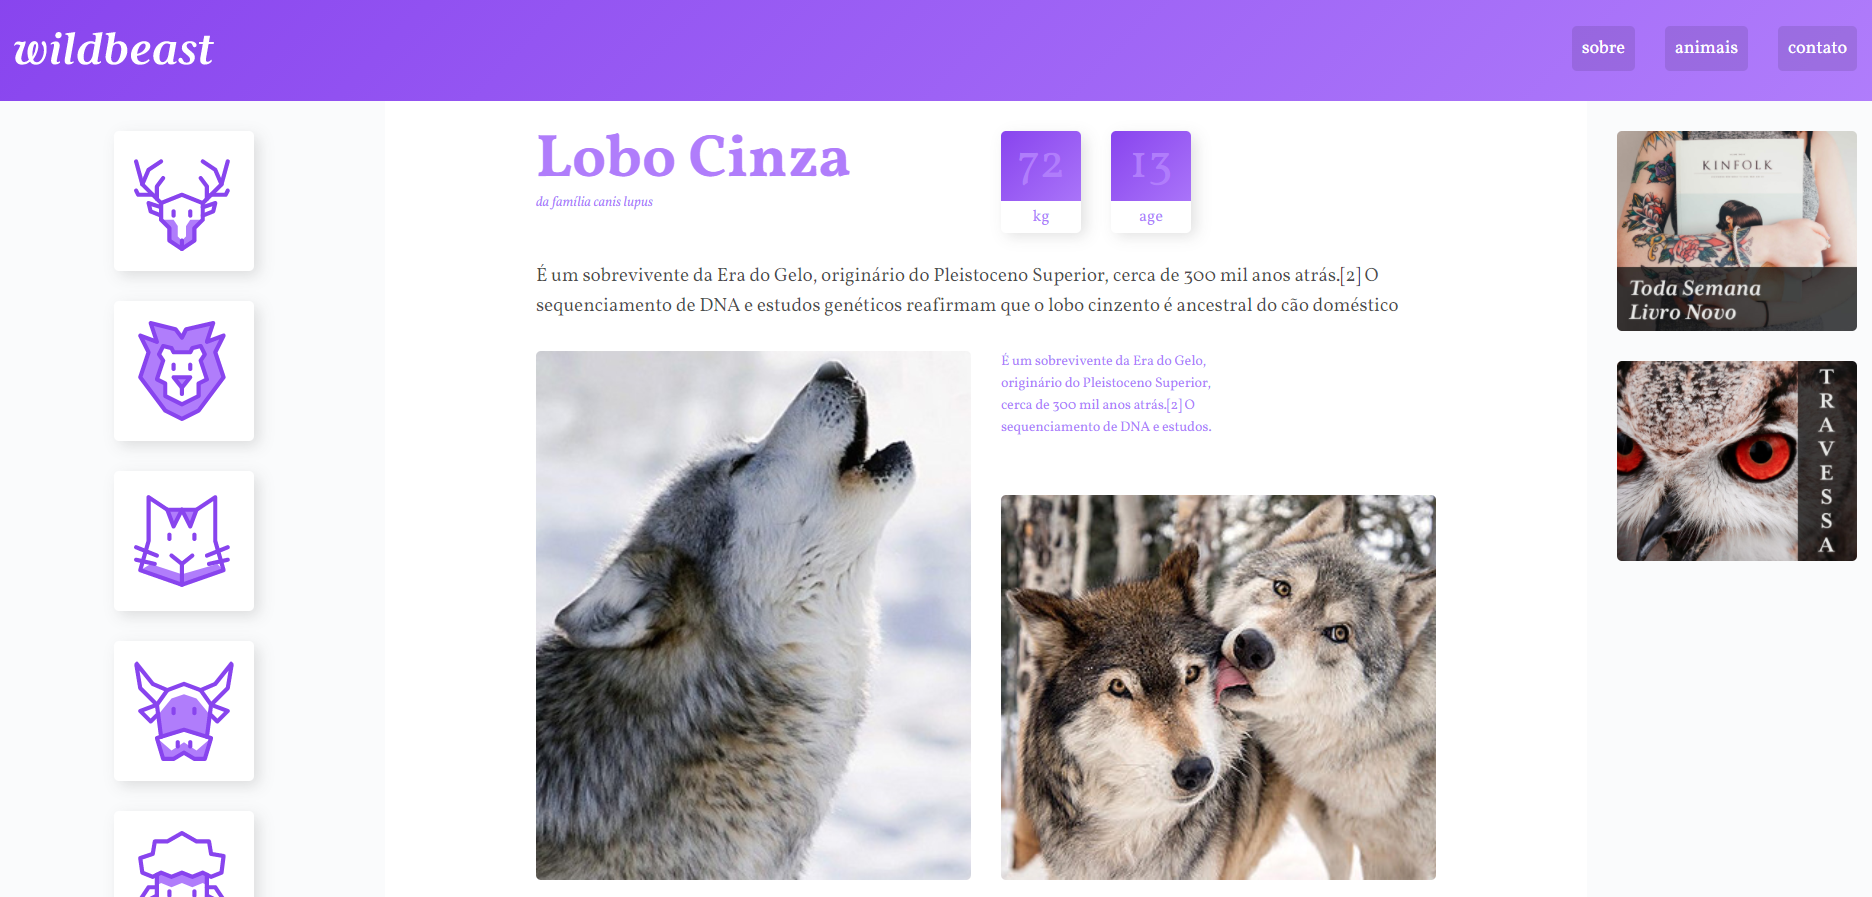 wildbeast
sobre
animais
contato
Lobo Cinza
da família canis lupus
72
kg
13
age
É um sobrevivente da Era do Gelo, originário do Pleistoceno Superior, cerca de 300 mil anos atrás.[2] O
sequenciamento de DNA e estudos genéticos reafirmam que o lobo cinzento é ancestral do cão doméstico
É um sobrevivente da Era do Gelo,
originário do Pleistoceno Superior,
cerca de 300 mil anos atrás.[2] O
sequenciamento de DNA e estudos.
KINFOLK
Toda Semana
Livro Novo
TRAVESSA